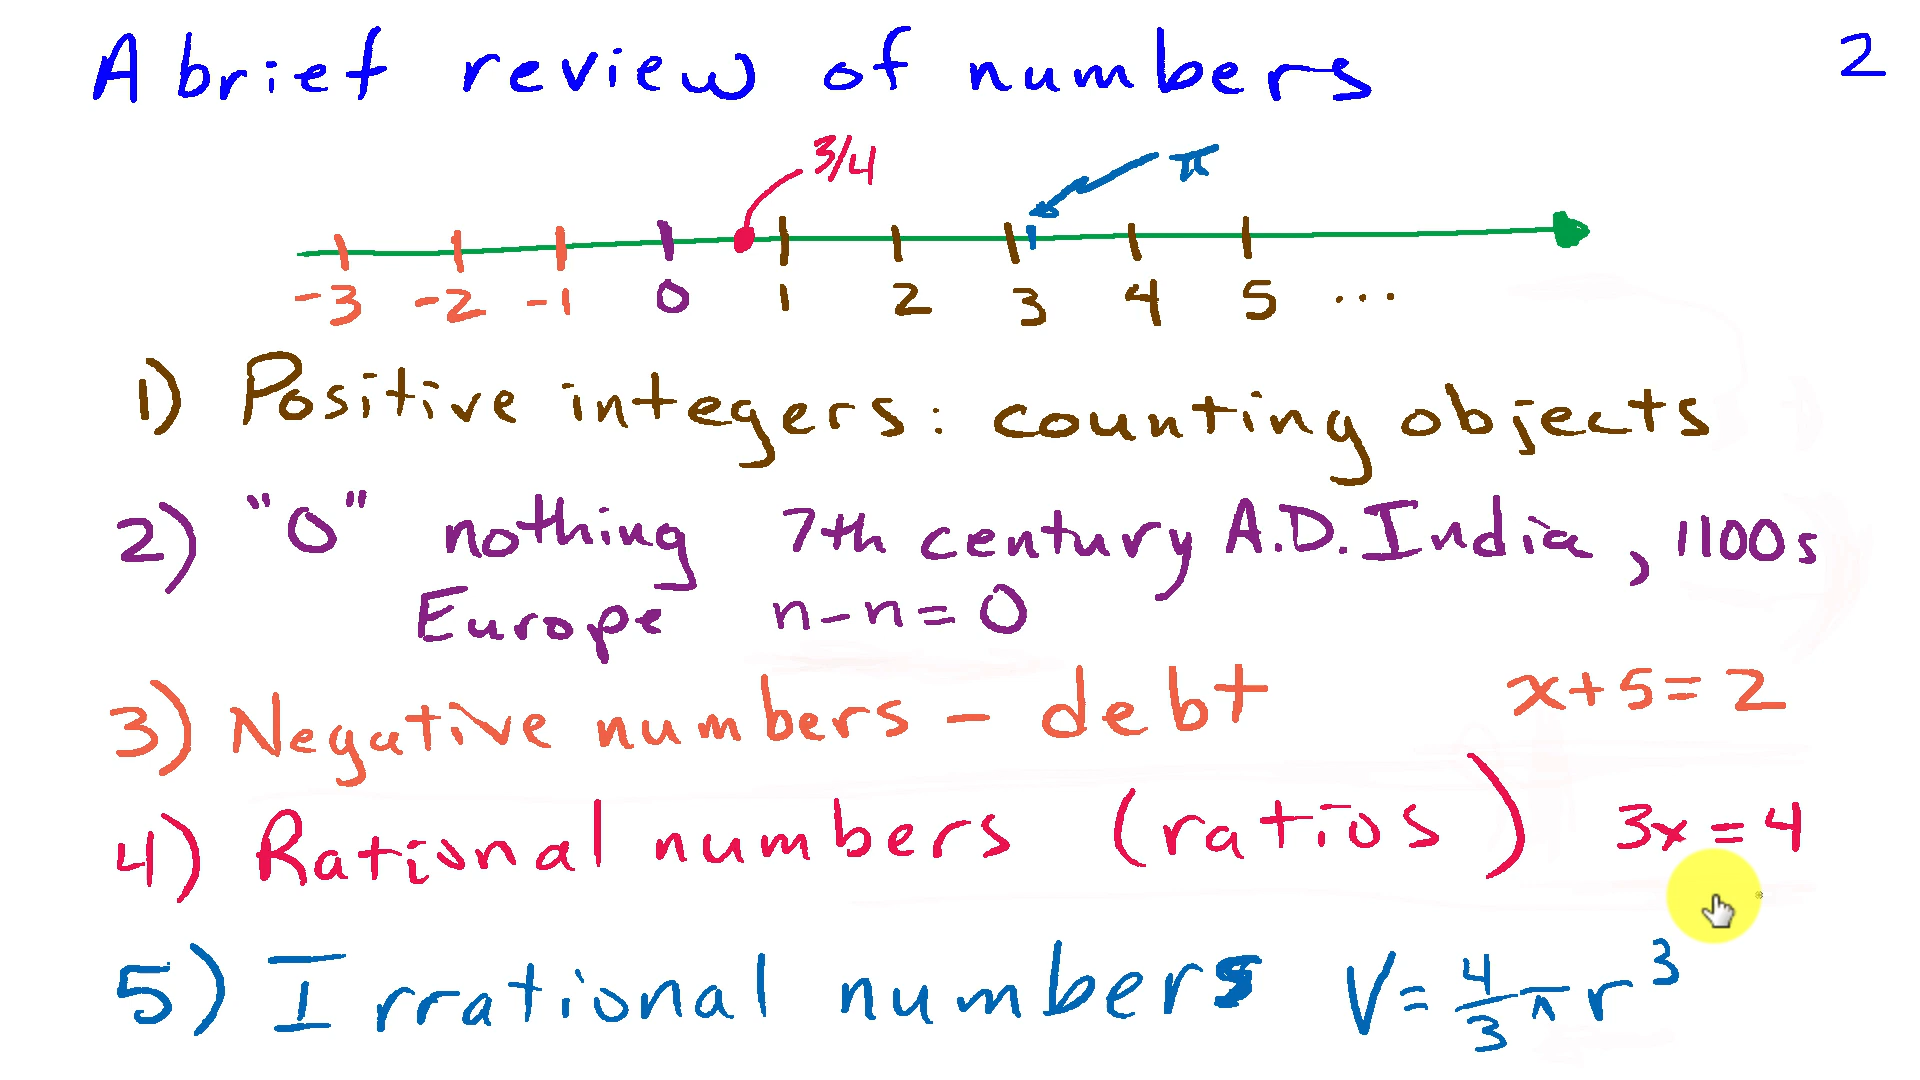 A brief review of numbers 2
3/4 π
-3 -2 -1 0 1 2 3 4 5 ...
1) Positive integers: counting objects
2) "0" nothing 7th century A.D. India, 1100s
Europe n-n=0
3) Negative numbers - debt x+5=2
4) Rational numbers (ratios) 3x=4
5) Irrational numbers V=4/3πr³